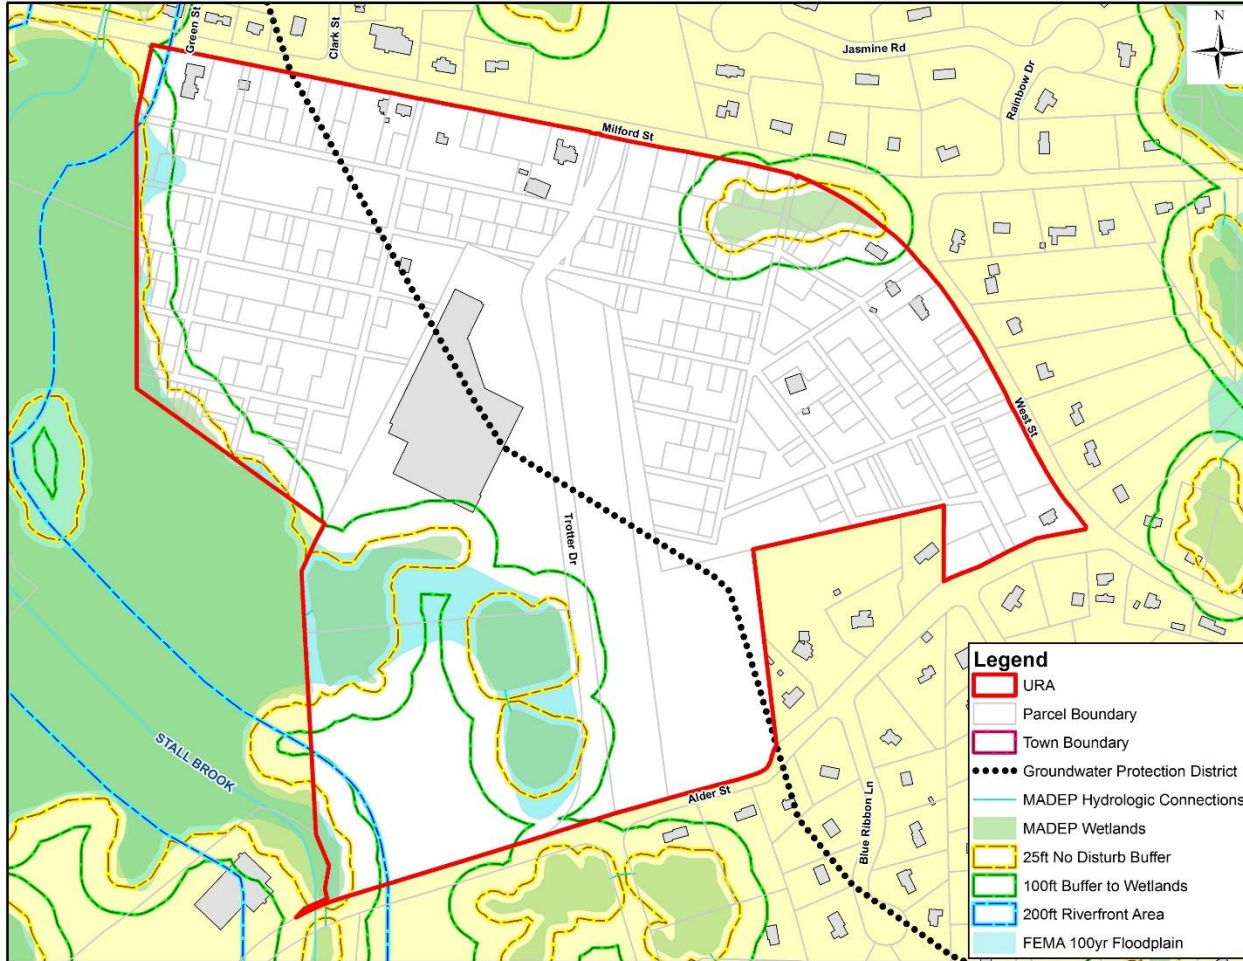 Green St
Clark St
Jasmine Rd
N
Rainbow Dr
Milford St
West St
Trotter Dr
STALL BROOK
Alder St
Blue Ribbon Ln
Legend
URA
Parcel Boundary
Town Boundary
Groundwater Protection District
MADEP Hydrologic Connections
MADEP Wetlands
25ft No Disturb Buffer
100ft Buffer to Wetlands
200ft Riverfront Area
FEMA 100yr Floodplain